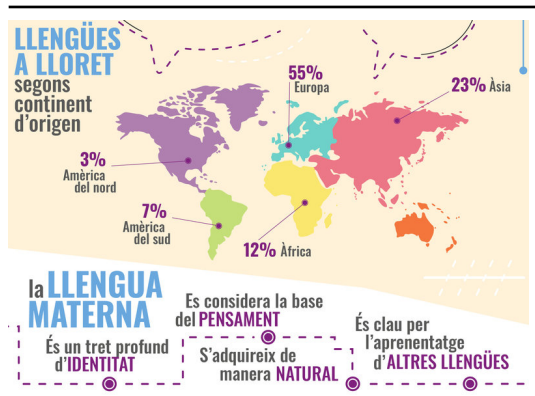 LLENGÜES
A LLORET
segons
continent
d'origen
55%
Europa
23% Àsia
3%
Amèrica
del nord
7%
Amèrica
del sud
12% Àfrica
la LLENGUA
MATERNA
És un tret profund
d'IDENTITAT
Es considera la base
del PENSAMENT
S'adquireix de
manera NATURAL
És clau per
l'aprenentatge
d'ALTRES LLENGÜES